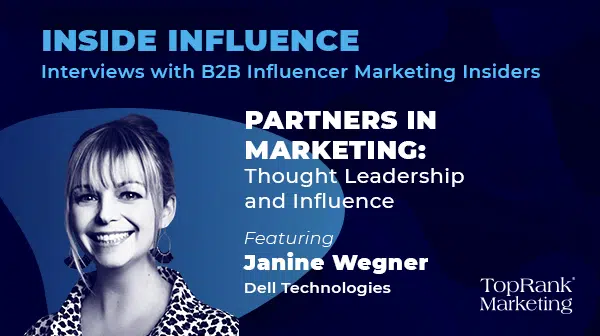 INSIDE INFLUENCE
Interviews with B2B Influencer Marketing Insiders
PARTNERS IN
MARKETING:
Thought Leadership
and Influence
Featuring
Janine Wegner
Dell Technologies
TopRank®
Marketing